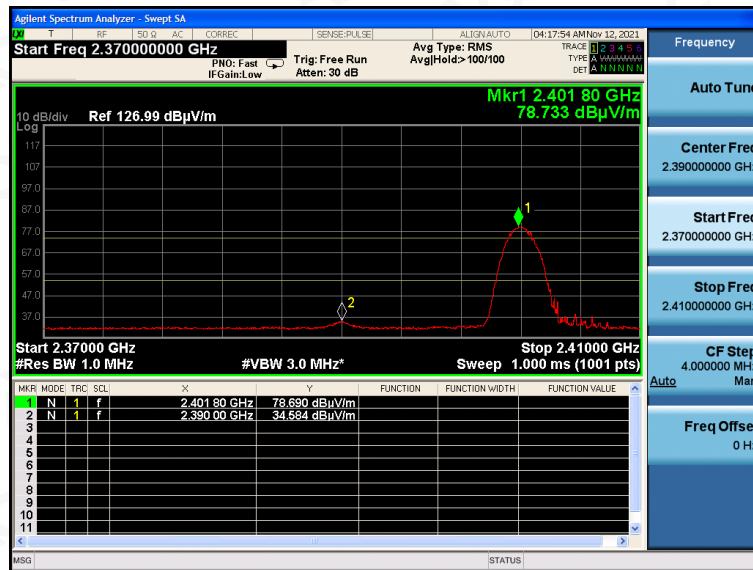 Agilent Spectrum Analyzer - Swept SA
LXI T RF 50 Ω AC CORREC SENSE:PULSE ALIGN AUTO 04:17:54 AM Nov 12, 2021
Start Freq 2.370000000 GHz
PNO: Fast
IFGain:Low
Trig: Free Run
Atten: 30 dB
Avg Type: RMS
Avg|Hold:> 100/100
TRACE 1 2 3 4 5 6
TYPE A WWWWW
DET A N N N N N
Mkr1 2.401 80 GHz
78.733 dBµV/m
10 dB/div Ref 126.99 dBµV/m
Log
117
107
97.0
87.0
77.0
67.0
57.0
47.0
37.0
1
2
Start 2.37000 GHz Stop 2.41000 GHz
#Res BW 1.0 MHz #VBW 3.0 MHz* Sweep 1.000 ms (1001 pts)
MKR MODE TRC SCL X Y FUNCTION FUNCTION WIDTH FUNCTION VALUE
1 N 1 f 2.401 80 GHz 78.690 dBµV/m
2 N 1 f 2.390 00 GHz 34.584 dBµV/m
3
4
5
6
7
8
9
10
11
MSG STATUS
Frequency
Auto Tune
Center Freq
2.390000000 GHz
Start Freq
2.370000000 GHz
Stop Freq
2.410000000 GHz
CF Step
4.000000 MHz
Auto Man
Freq Offset
0 Hz